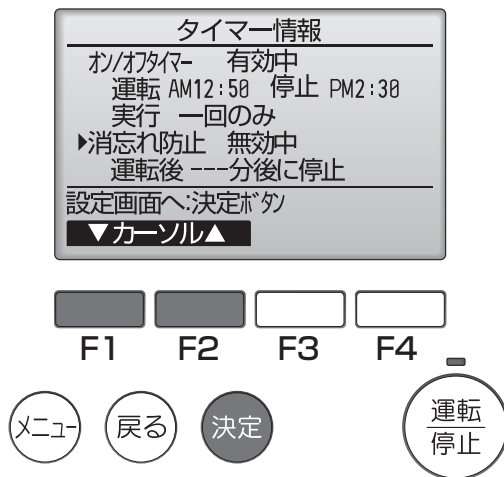 タイマー情報
オン/オフタイマー 有効中
運転 AM12:50 停止 PM2:30
実行 一回のみ
▶消忘れ防止 無効中
運転後 ---分後に停止
設定画面へ:決定ボタン
▼カーソル▲
F1 F2 F3 F4
メニュー 戻る 決定 運転
停止